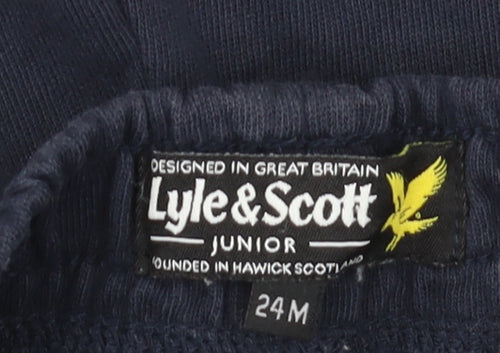 DESIGNED IN GREAT BRITAIN
Lyle & Scott
JUNIOR
FOUNDED IN HAWICK SCOTLAND
24M